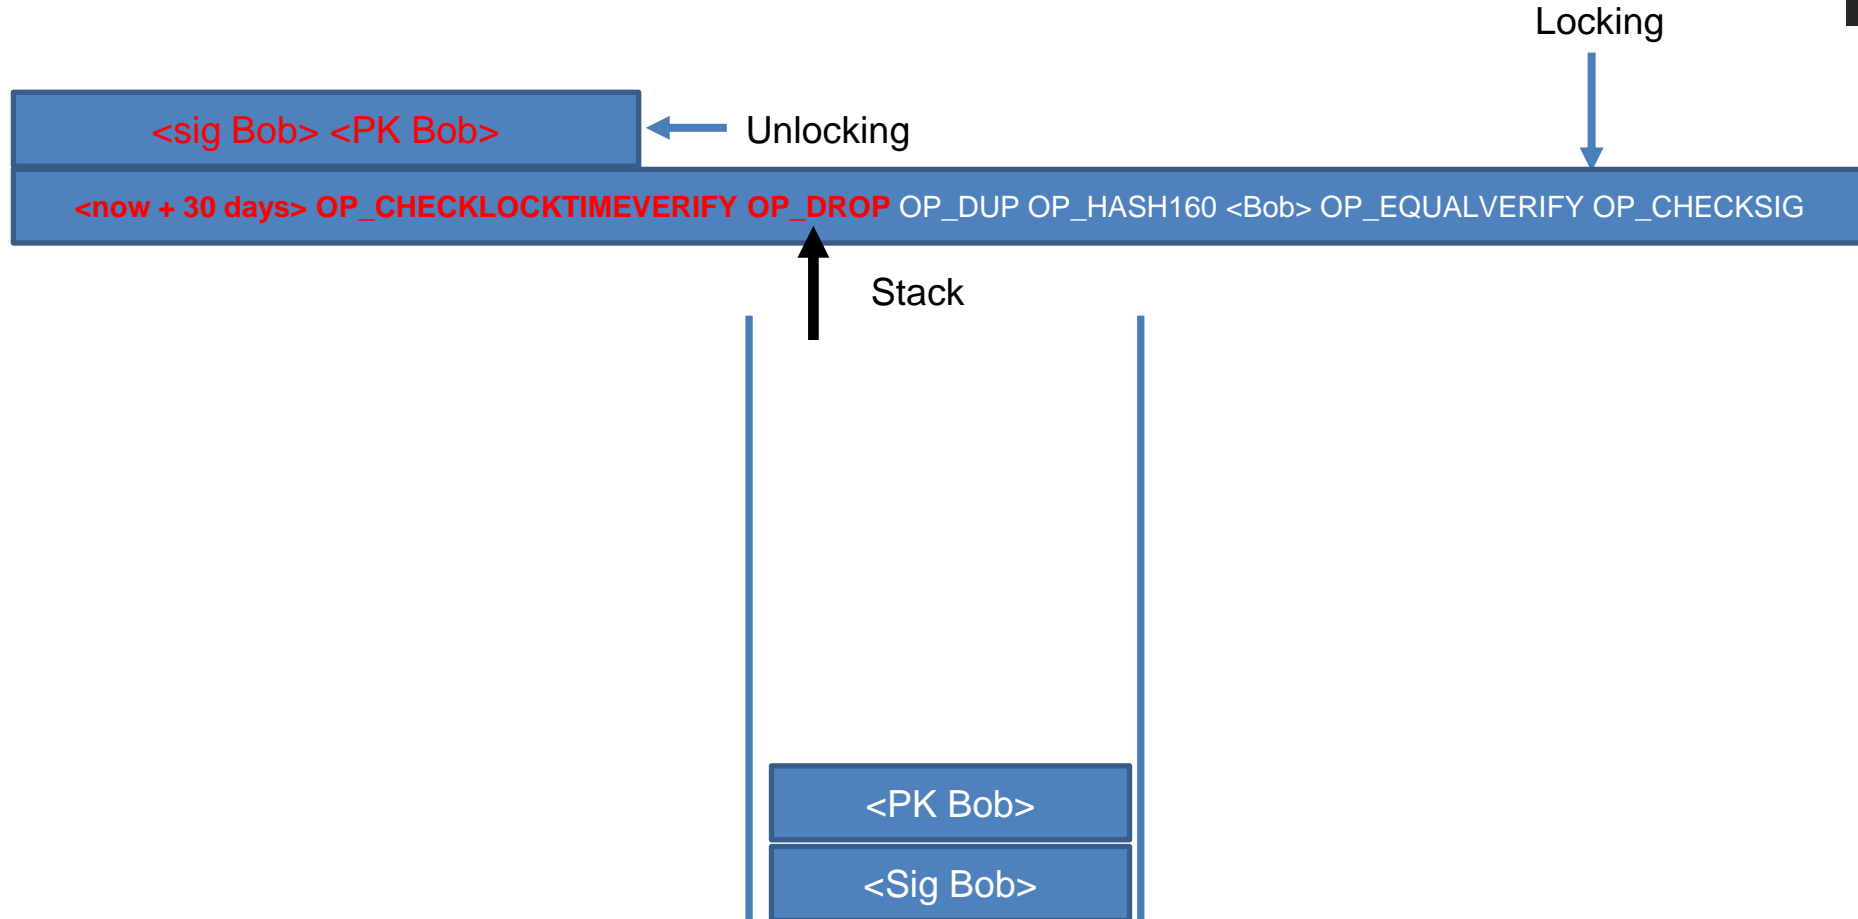 Locking
<sig Bob> <PK Bob>
Unlocking
<now + 30 days> OP_CHECKLOCKTIMEVERIFY OP_DROP OP_DUP OP_HASH160 <Bob> OP_EQUALVERIFY OP_CHECKSIG
Stack
<PK Bob>
<Sig Bob>